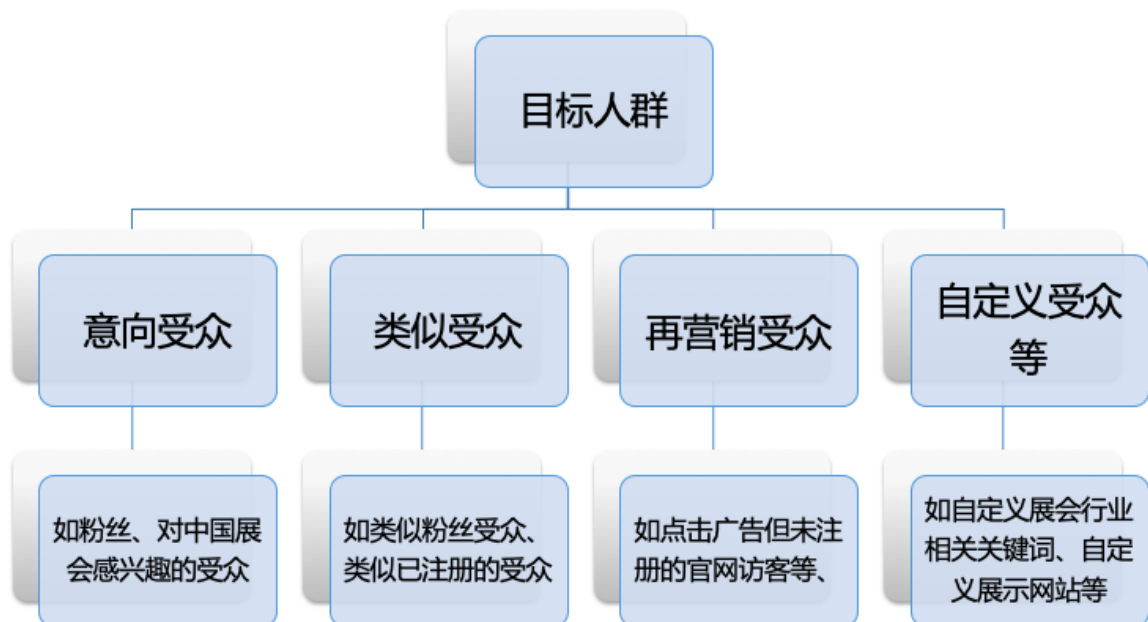 目标人群
意向受众
类似受众
再营销受众
自定义受众
等
如粉丝、对中国展
会感兴趣的受众
如类似粉丝受众、
类似已注册的受众
如点击广告但未注
册的官网访客等、
如自定义展会行业
相关关键词、自定
义展示网站等